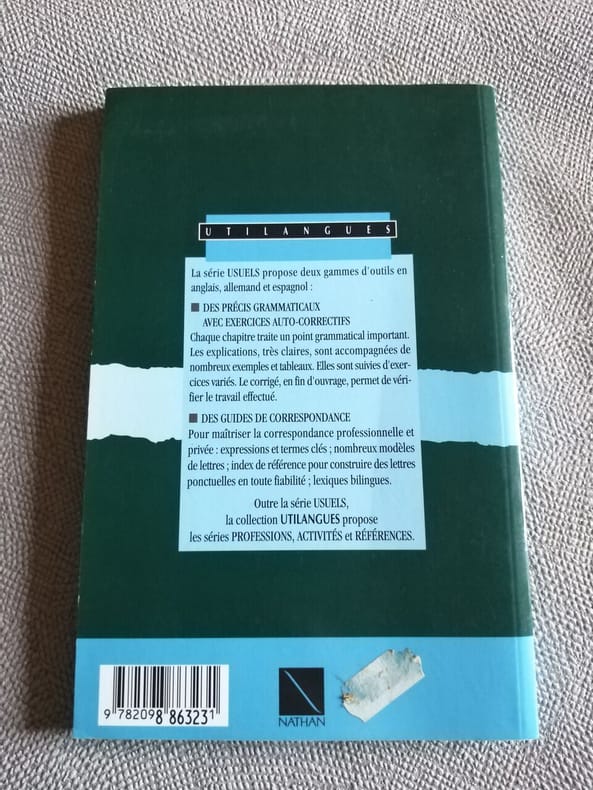 UTILANGUES
La série USUELS propose deux gammes d'outils en
anglais, allemand et espagnol :
■ DES PRÉCIS GRAMMATICAUX
AVEC EXERCICES AUTO-CORRECTIFS
Chaque chapitre traite un point grammatical important.
Les explications, très claires, sont accompagnées de
nombreux exemples et tableaux. Elles sont suivies d'exer-
cices variés. Le corrigé, en fin d'ouvrage, permet de véri-
fier le travail effectué.
■ DES GUIDES DE CORRESPONDANCE
Pour maîtriser la correspondance professionnelle et
privée : expressions et termes clés ; nombreux modèles
de lettres ; index de référence pour construire des lettres
ponctuelles en toute fiabilité ; lexiques bilingues.
Outre la série USUELS,
la collection UTILANGUES propose
les séries PROFESSIONS, ACTIVITÉS et RÉFÉRENCES.
9 782098 863231
NATHAN